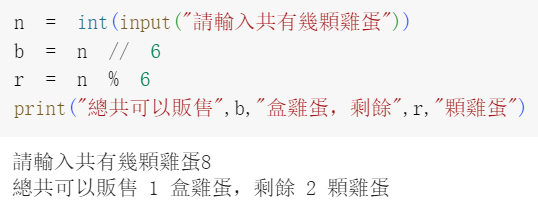 n = int(input("請輸入共有幾顆雞蛋"))
b = n // 6
r = n % 6
print("總共可以販售",b,"盒雞蛋，剩餘",r,"顆雞蛋")
請輸入共有幾顆雞蛋8
總共可以販售 1 盒雞蛋，剩餘 2 顆雞蛋